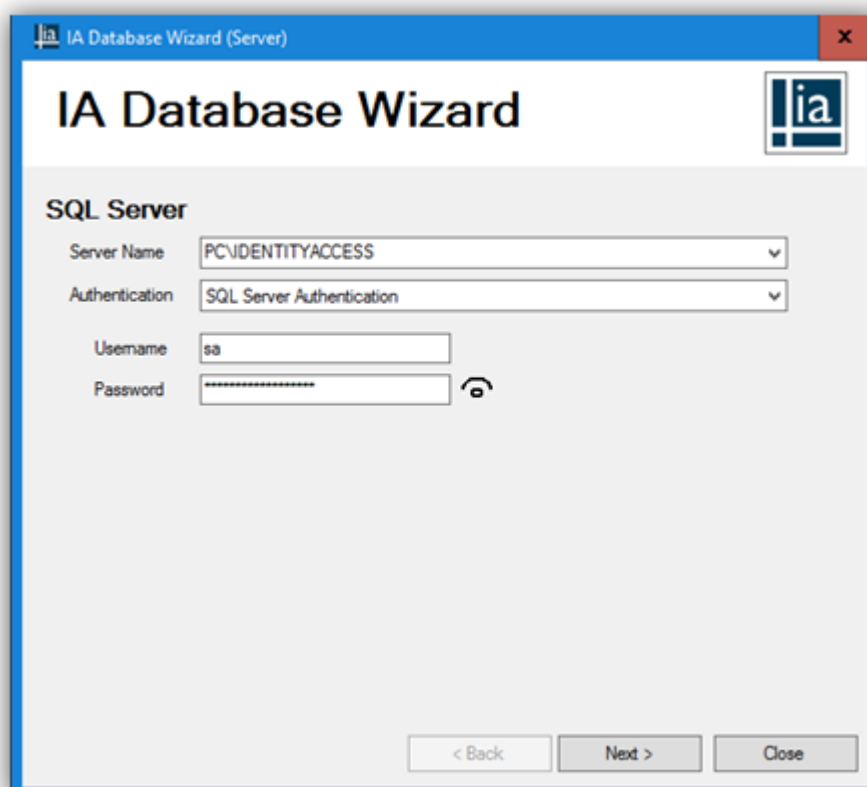 ia IA Database Wizard (Server) x
IA Database Wizard
ia
SQL Server
Server Name PC\IDENTITYACCESS
Authentication SQL Server Authentication
Username sa
Password *******************
< Back Next > Close